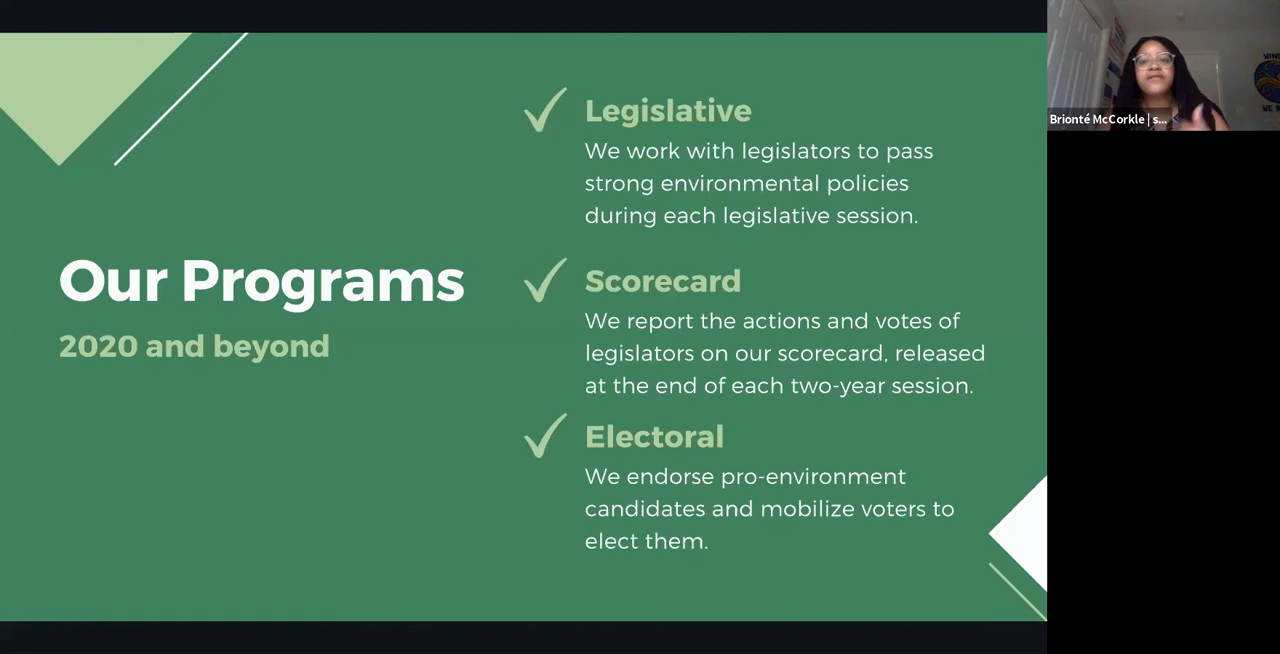 Our Programs
2020 and beyond
Legislative
We work with legislators to pass
strong environmental policies
during each legislative session.
Scorecard
We report the actions and votes of
legislators on our scorecard, released
at the end of each two-year session.
Electoral
We endorse pro-environment
candidates and mobilize voters to
elect them.
Brionté McCorkle | s...